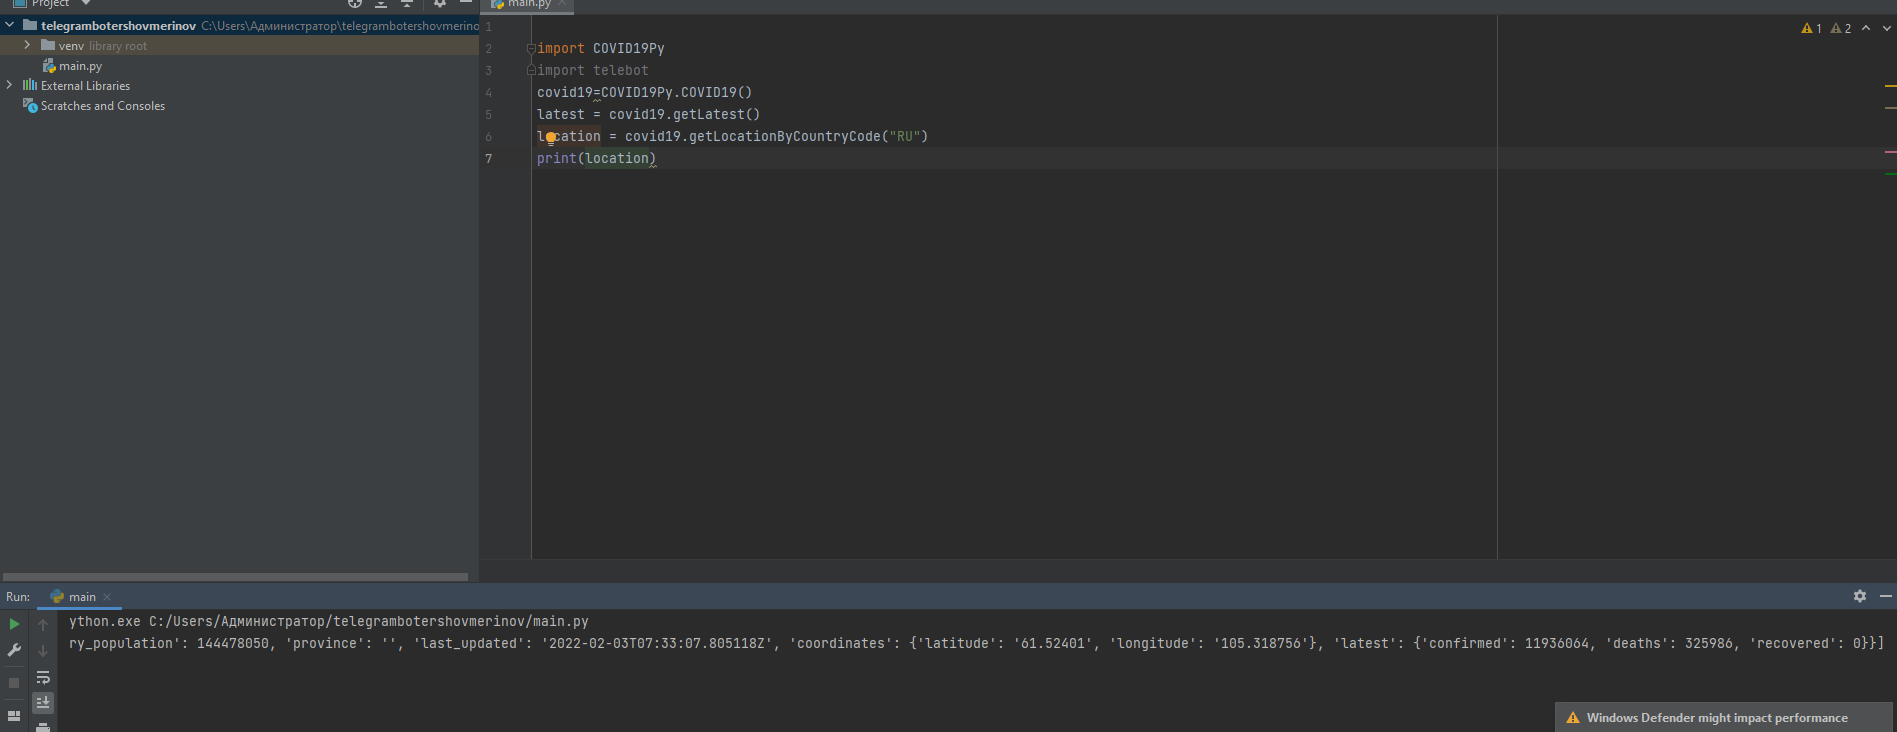 Project
main.py
telegrambotershovmerinov C:\Users\Администратор\telegrambotershovmerino
venv library root
main.py
External Libraries
Scratches and Consoles
1
2 import COVID19Py
3 import telebot
4 covid19=COVID19Py.COVID19()
5 latest = covid19.getLatest()
6 location = covid19.getLocationByCountryCode("RU")
7 print(location)
1 2
Run: main
ython.exe C:/Users/Администратор/telegrambotershovmerinov/main.py
ry_population': 144478050, 'province': '', 'last_updated': '2022-02-03T07:33:07.805118Z', 'coordinates': {'latitude': '61.52401', 'longitude': '105.318756'}, 'latest': {'confirmed': 11936064, 'deaths': 325986, 'recovered': 0}}]
Windows Defender might impact performance